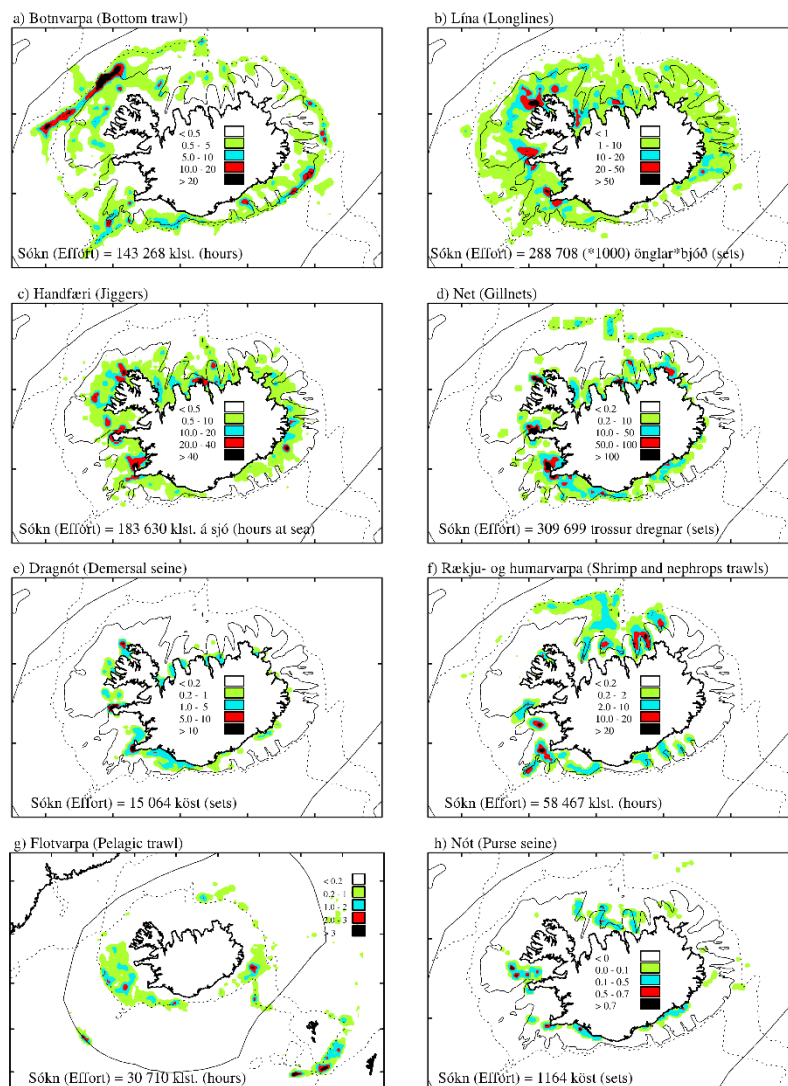 a) Botnvarpa (Bottom trawl)
< 0.5
0.5 - 5
5.0 - 10
10.0 - 20
> 20
Sókn (Effort) = 143 268 klst. (hours)
b) Lína (Longlines)
< 1
1 - 10
10 - 20
20 - 50
> 50
Sókn (Effort) = 288 708 (*1000) önglar*bjóð (sets)
c) Handfæri (Jiggers)
< 0.5
0.5 - 10
10.0 - 20
20.0 - 40
> 40
Sókn (Effort) = 183 630 klst. á sjó (hours at sea)
d) Net (Gillnets)
< 0.2
0.2 - 10
10.0 - 50
50.0 - 100
> 100
Sókn (Effort) = 309 699 trossur dregnar (sets)
e) Dragnót (Demersal seine)
< 0.2
0.2 - 1
1.0 - 5
5.0 - 10
> 10
Sókn (Effort) = 15 064 köst (sets)
f) Rækju- og humarvarpa (Shrimp and nephrops trawls)
< 0.2
0.2 - 2
2.0 - 10
10.0 - 20
> 20
Sókn (Effort) = 58 467 klst. (hours)
g) Flotvarpa (Pelagic trawl)
< 0.2
0.2 - 1
1.0 - 2
2.0 - 3
> 3
Sókn (Effort) = 30 710 klst. (hours)
h) Nót (Purse seine)
< 0
0.0 - 0.1
0.1 - 0.5
0.5 - 0.7
> 0.7
Sókn (Effort) = 1164 köst (sets)